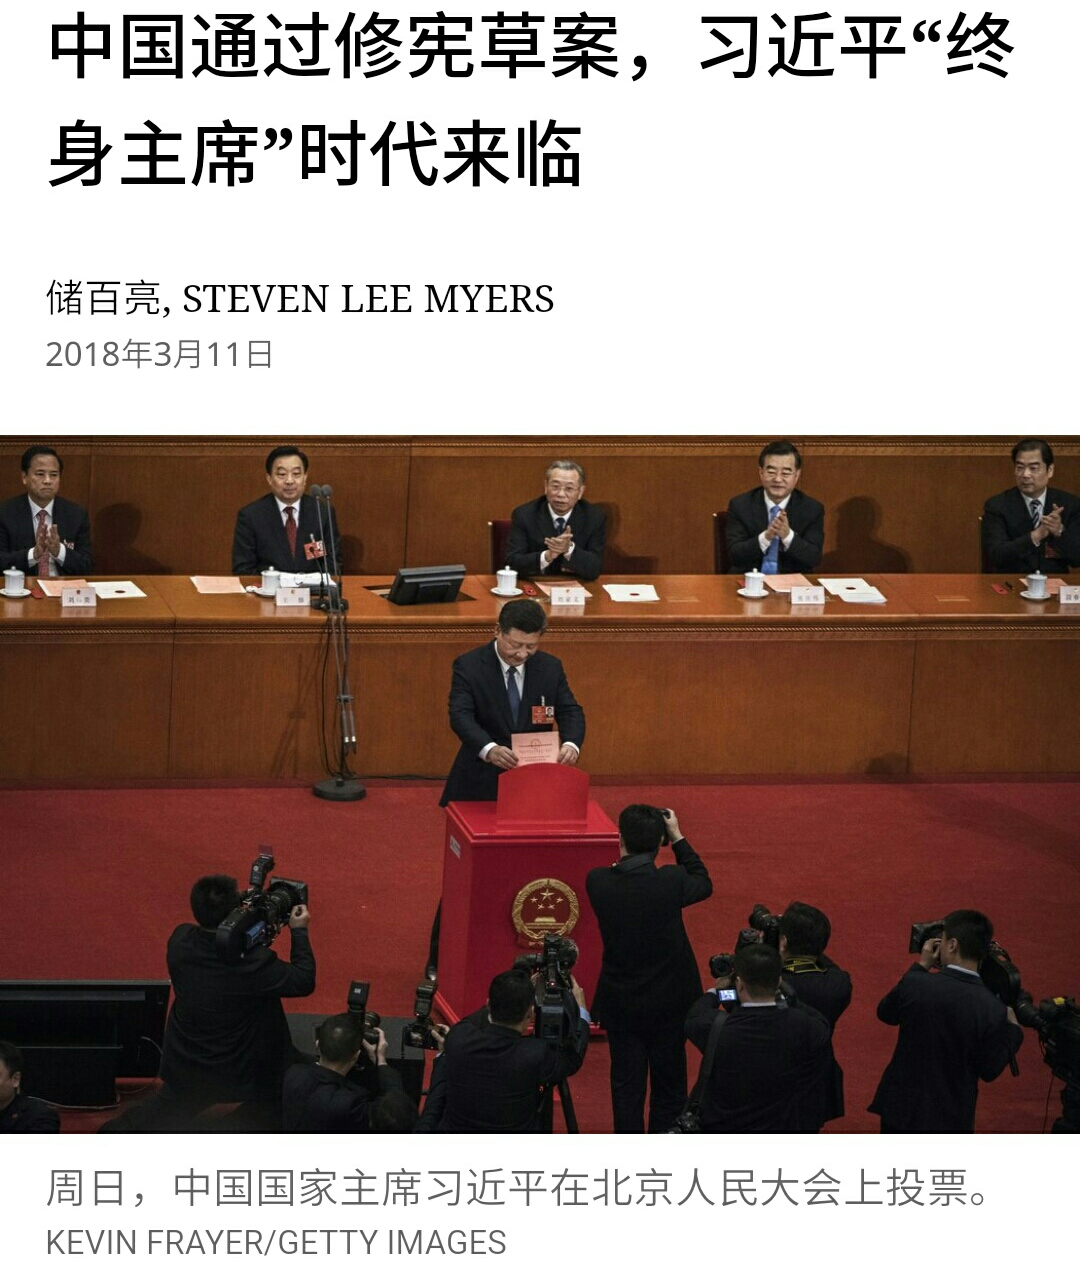 中国通过修宪草案，习近平“终
身主席”时代来临
储百亮, STEVEN LEE MYERS
2018年3月11日
周日，中国国家主席习近平在北京人民大会上投票。
KEVIN FRAYER/GETTY IMAGES